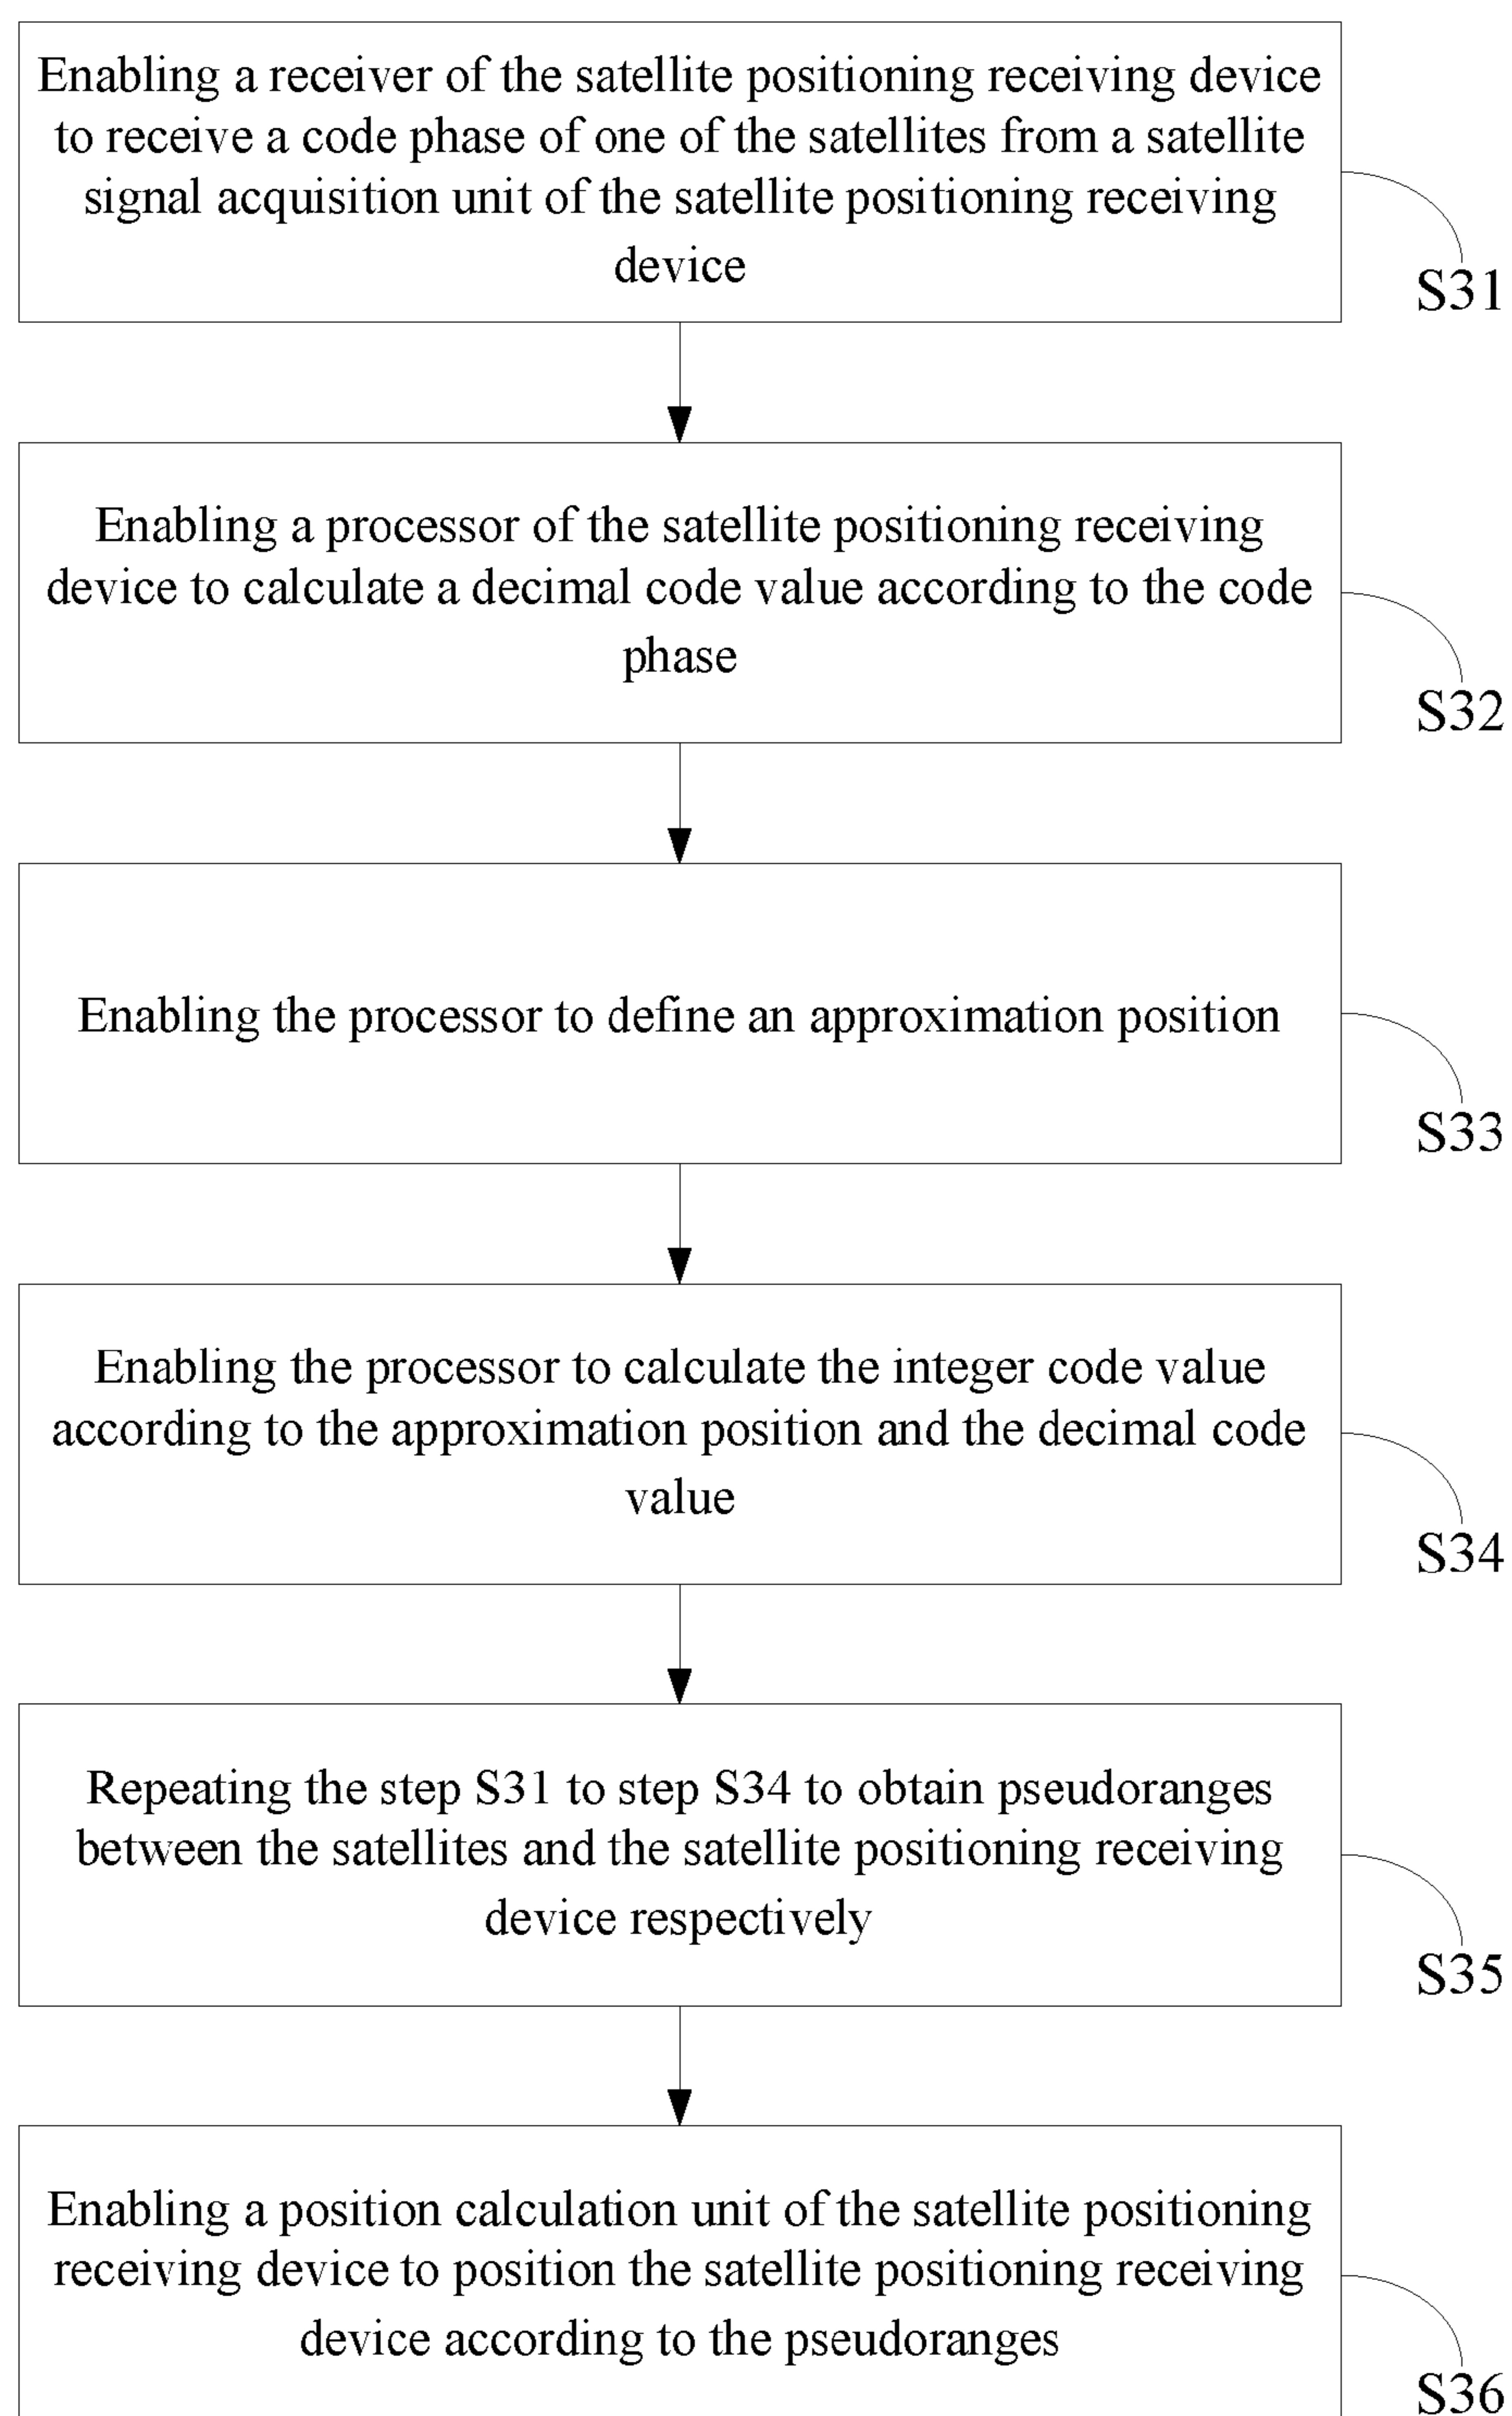 Enabling a receiver of the satellite positioning receiving device
to receive a code phase of one of the satellites from a satellite
signal acquisition unit of the satellite positioning receiving
device
S31
Enabling a processor of the satellite positioning receiving
device to calculate a decimal code value according to the code
phase
S32
Enabling the processor to define an approximation position
S33
Enabling the processor to calculate the integer code value
according to the approximation position and the decimal code
value
S34
Repeating the step S31 to step S34 to obtain pseudoranges
between the satellites and the satellite positioning receiving
device respectively
S35
Enabling a position calculation unit of the satellite positioning
receiving device to position the satellite positioning receiving
device according to the pseudoranges
S36